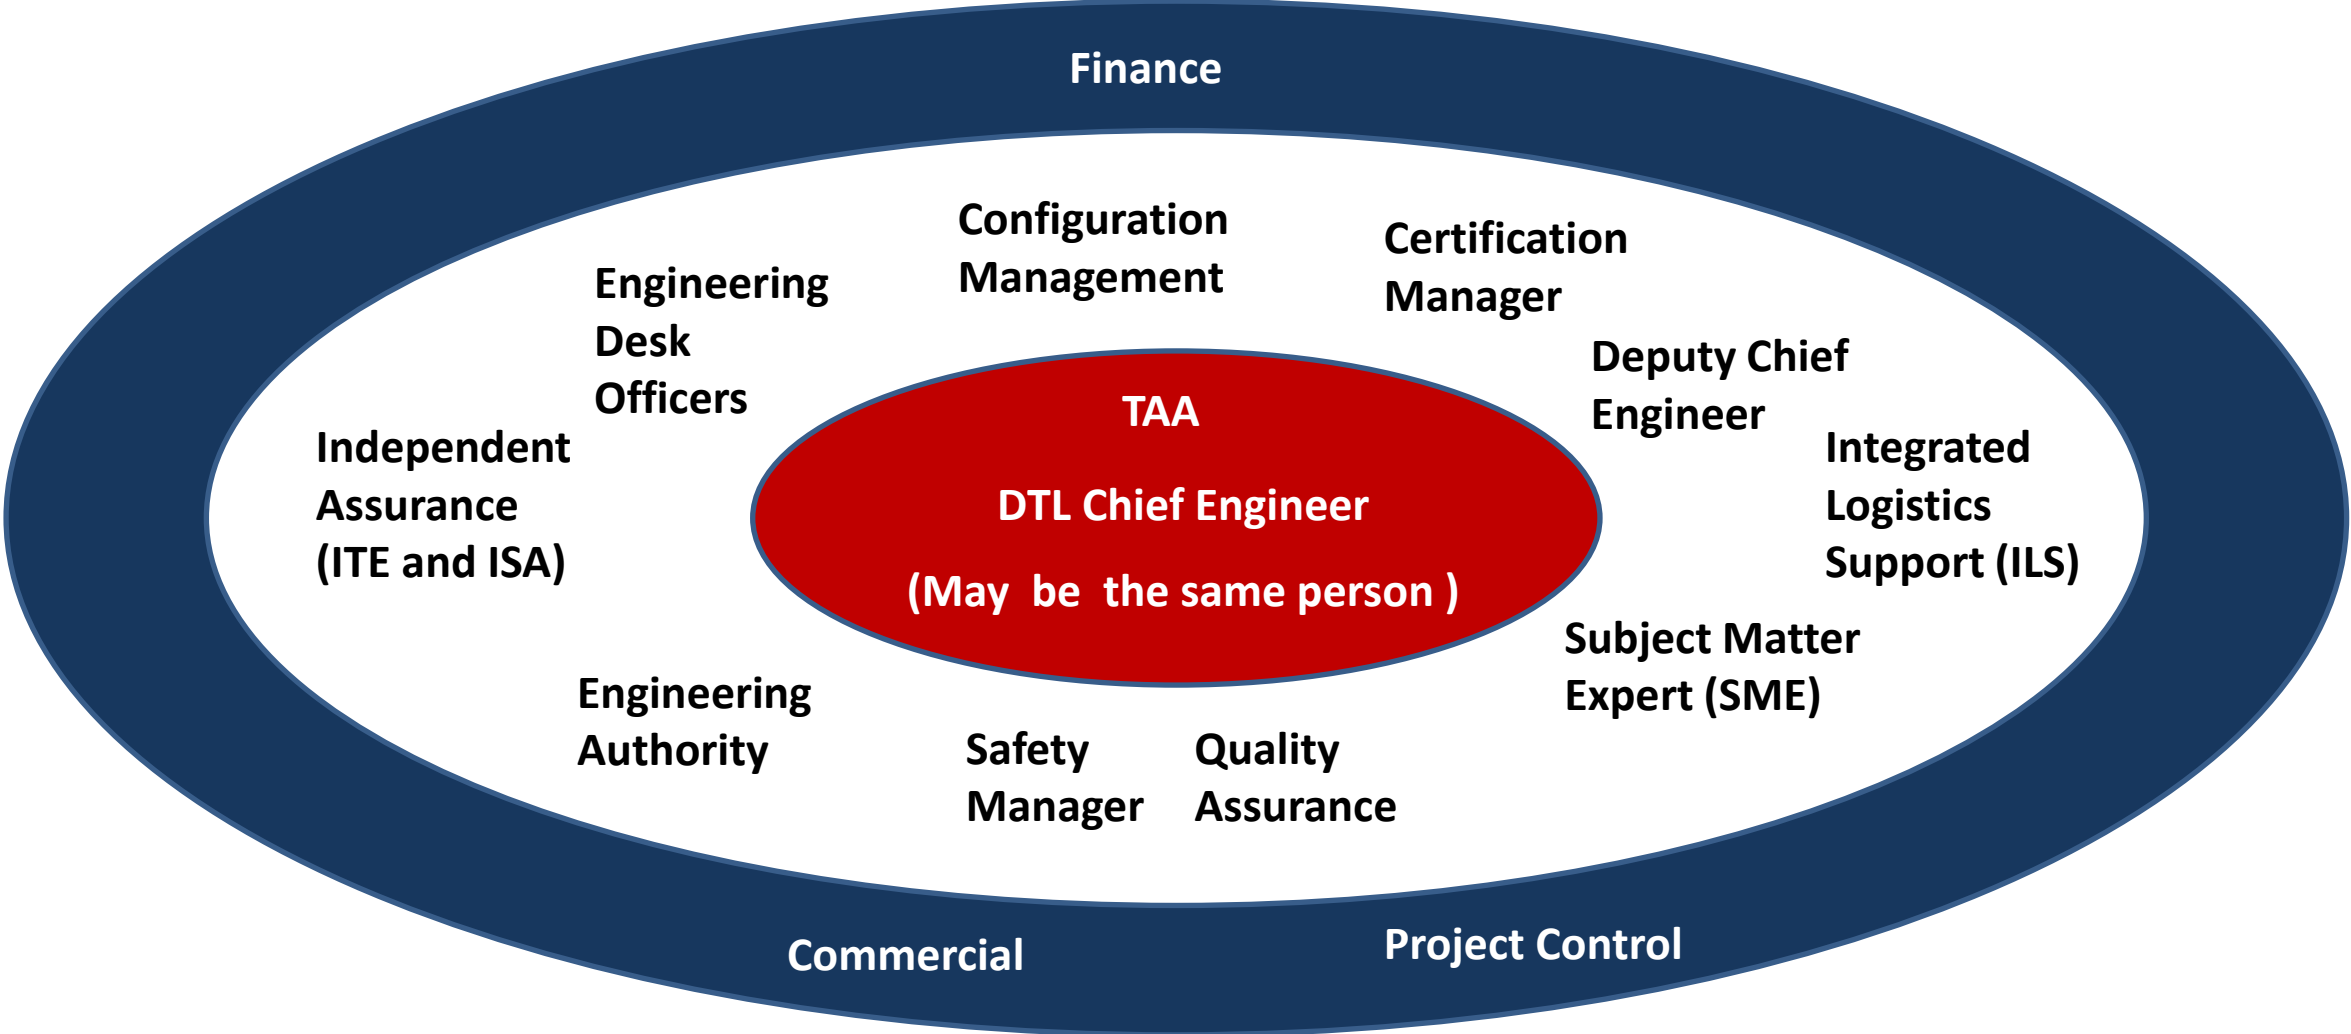 Finance
Configuration
Management
Certification
Manager
Engineering
Desk
Officers
Deputy Chief
Engineer
TAA
DTL Chief Engineer
(May be the same person )
Independent
Assurance
(ITE and ISA)
Integrated
Logistics
Support (ILS)
Subject Matter
Expert (SME)
Engineering
Authority
Safety
Manager
Quality
Assurance
Commercial
Project Control